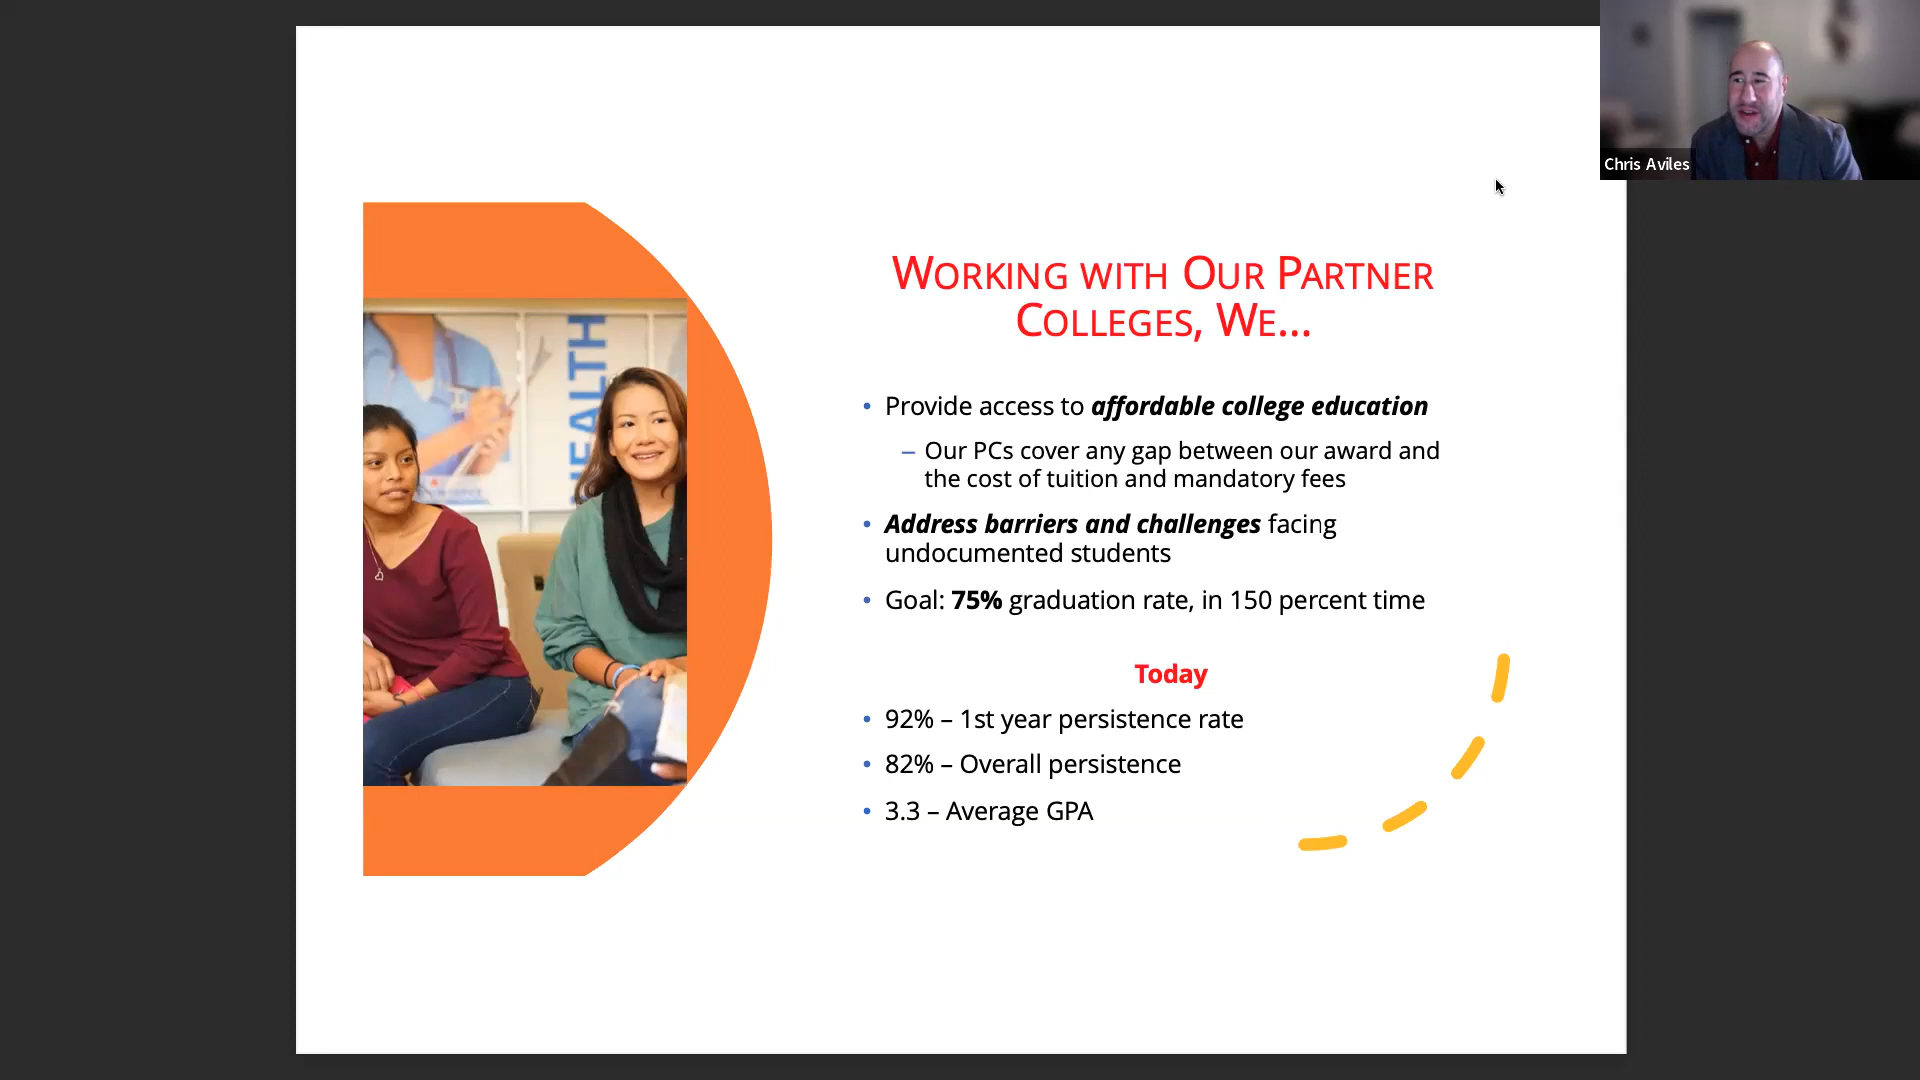 Chris Aviles
HEALTH
WORKING WITH OUR PARTNER
COLLEGES, WE...
• Provide access to affordable college education
– Our PCs cover any gap between our award and
the cost of tuition and mandatory fees
• Address barriers and challenges facing
undocumented students
• Goal: 75% graduation rate, in 150 percent time
Today
• 92% – 1st year persistence rate
• 82% – Overall persistence
• 3.3 – Average GPA